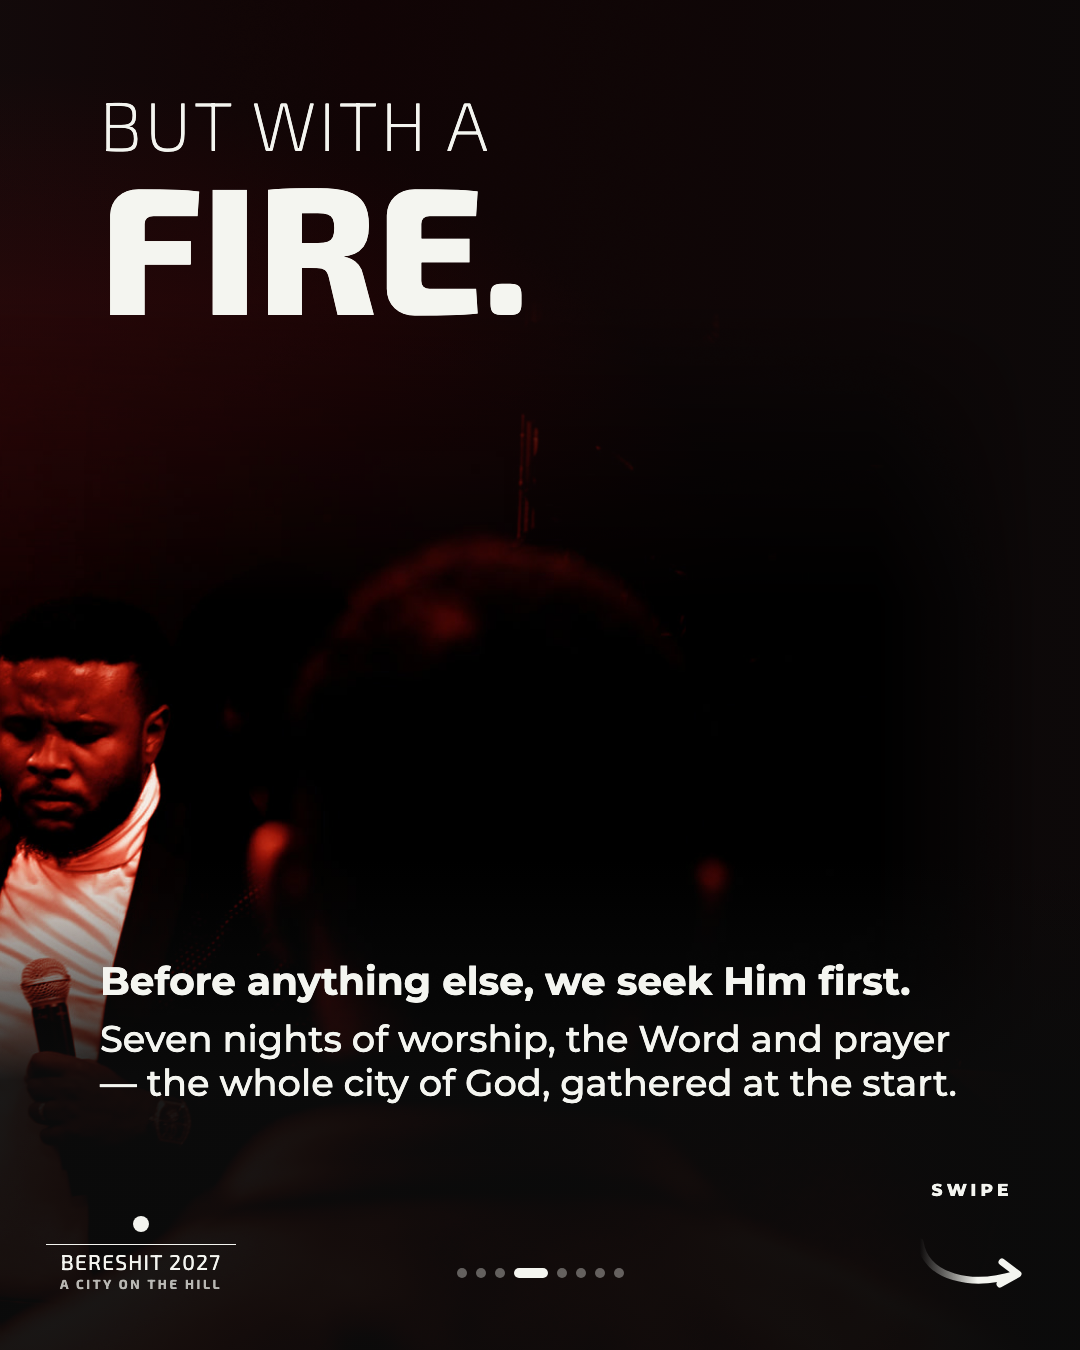 BUT WITH A
FIRE.
Before anything else, we seek Him first.
Seven nights of worship, the Word and prayer
— the whole city of God, gathered at the start.
SWIPE
BERESHIT 2027
A CITY ON THE HILL